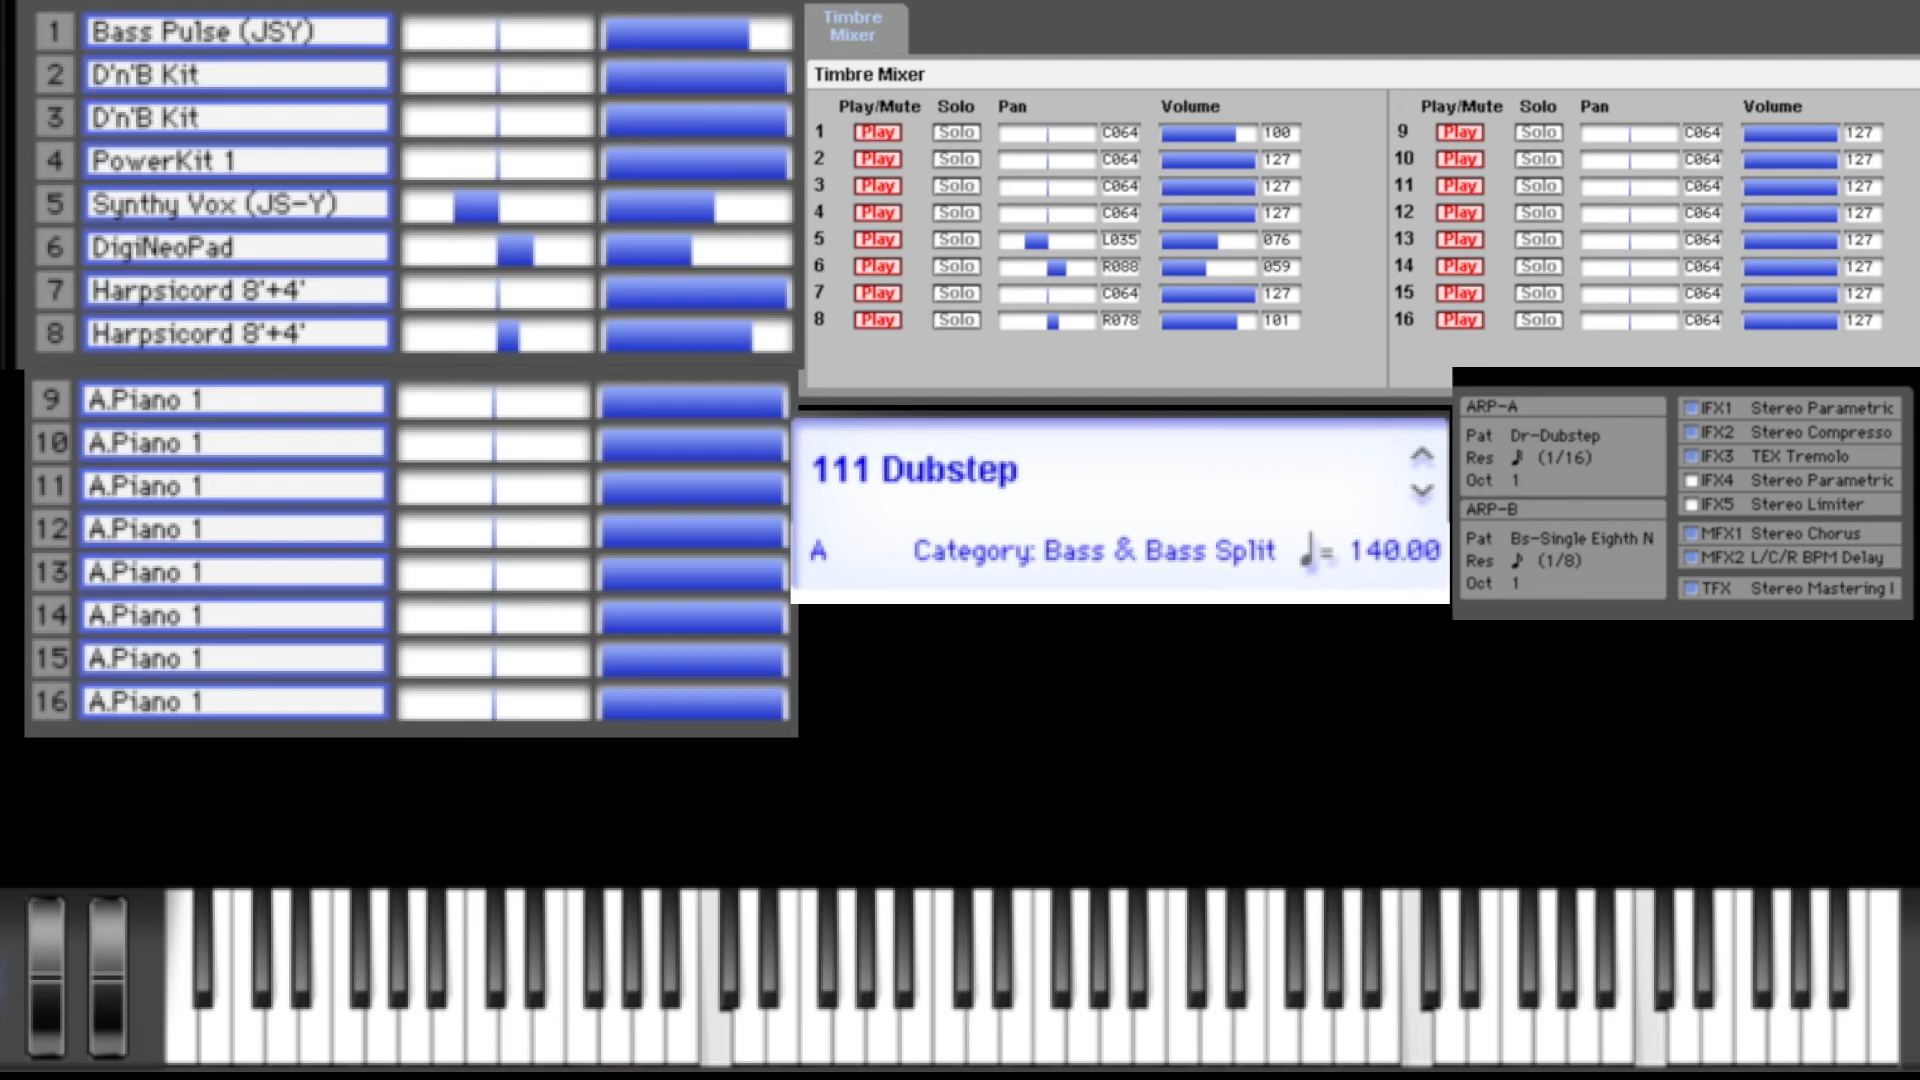 1 Bass Pulse (JSY)
2 D'n'B Kit
3 D'n'B Kit
4 PowerKit 1
5 Synthy Vox (JS-Y)
6 DigiNeoPad
7 Harpsicord 8'+4'
8 Harpsicord 8'+4'
9 A.Piano 1
10 A.Piano 1
11 A.Piano 1
12 A.Piano 1
13 A.Piano 1
14 A.Piano 1
15 A.Piano 1
16 A.Piano 1
Timbre
Mixer
Timbre Mixer
Play/Mute Solo Pan Volume
1 Play Solo C064 100
2 Play Solo C064 127
3 Play Solo C064 127
4 Play Solo C064 127
5 Play Solo L035 076
6 Play Solo R088 059
7 Play Solo C064 127
8 Play Solo R078 101
Play/Mute Solo Pan Volume
9 Play Solo C064 127
10 Play Solo C064 127
11 Play Solo C064 127
12 Play Solo C064 127
13 Play Solo C064 127
14 Play Solo C064 127
15 Play Solo C064 127
16 Play Solo C064 127
111 Dubstep
A Category: Bass & Bass Split ♩= 140.00
ARP-A
Pat Dr-Dubstep
Res (1/16)
Oct 1
ARP-B
Pat Bs-Single Eighth N
Res ♪ (1/8)
Oct 1
IFX1 Stereo Parametric
IFX2 Stereo Compresso
IFX3 TEX Tremolo
IFX4 Stereo Parametric
IFX5 Stereo Limiter
MFX1 Stereo Chorus
MFX2 L/C/R BPM Delay
TFX Stereo Mastering l